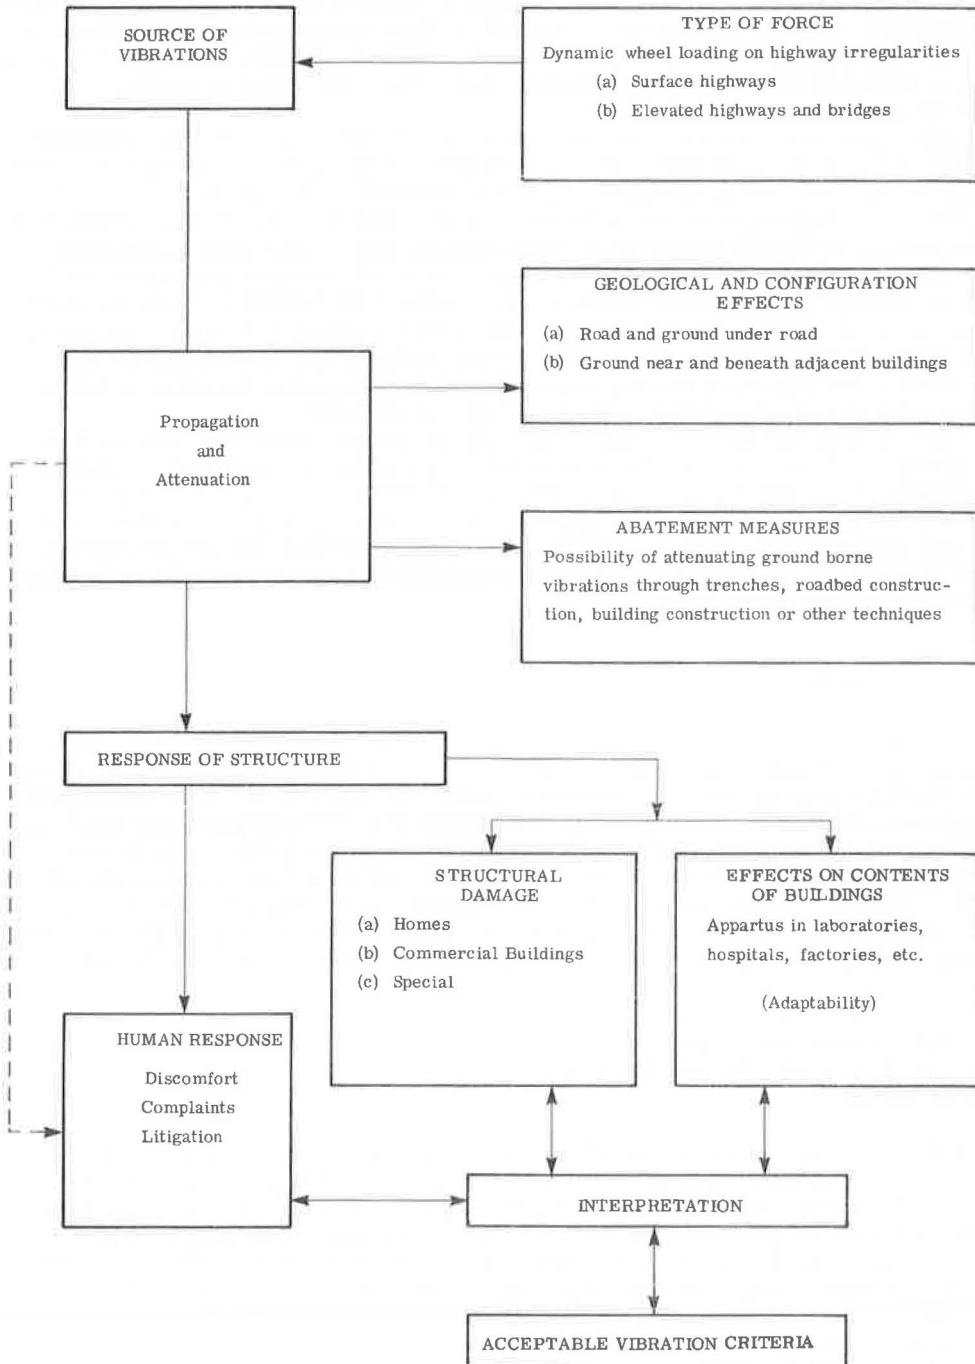 SOURCE OF
VIBRATIONS
TYPE OF FORCE
Dynamic wheel loading on highway irregularities
(a) Surface highways
(b) Elevated highways and bridges
GEOLOGICAL AND CONFIGURATION
EFFECTS
(a) Road and ground under road
(b) Ground near and beneath adjacent buildings
Propagation
and
Attenuation
ABATEMENT MEASURES
Possibility of attenuating ground borne
vibrations through trenches, roadbed construc-
tion, building construction or other techniques
RESPONSE OF STRUCTURE
STRUCTURAL
DAMAGE
(a) Homes
(b) Commercial Buildings
(c) Special
EFFECTS ON CONTENTS
OF BUILDINGS
Appartus in laboratories,
hospitals, factories, etc.
(Adaptability)
HUMAN RESPONSE
Discomfort
Complaints
Litigation
INTERPRETATION
ACCEPTABLE VIBRATION CRITERIA